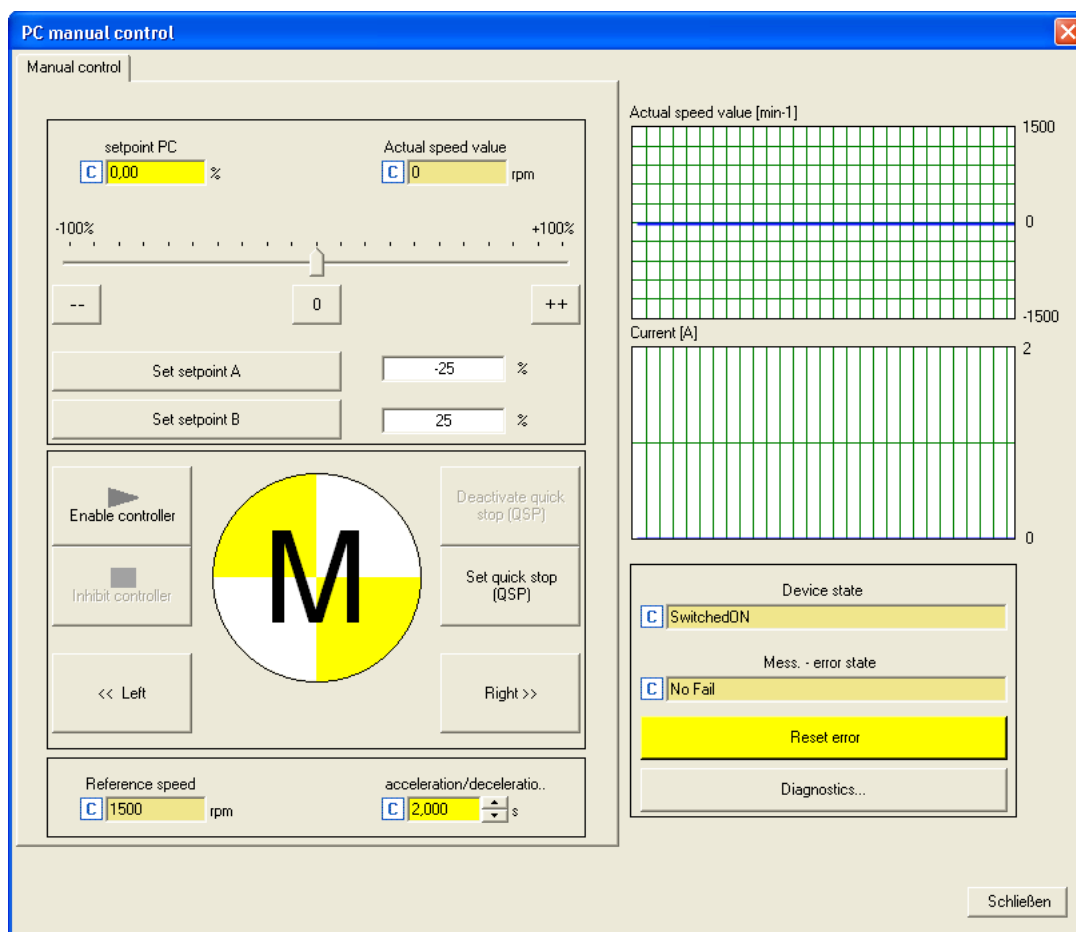 PC manual control
Manual control
setpoint PC
C 0,00 %
Actual speed value
C 0 rpm
-100% +100%
-- 0 ++
Set setpoint A -25 %
Set setpoint B 25 %
Enable controller
Inhibit controller
M
Deactivate quick
stop (QSP)
Set quick stop
(QSP)
<< Left
Right >>
Reference speed
C 1500 rpm
acceleration/deceleratio..
C 2,000 s
Actual speed value [min-1]
1500
0
-1500
Current [A]
2
0
Device state
C SwitchedON
Mess. - error state
C No Fail
Reset error
Diagnostics...
Schließen